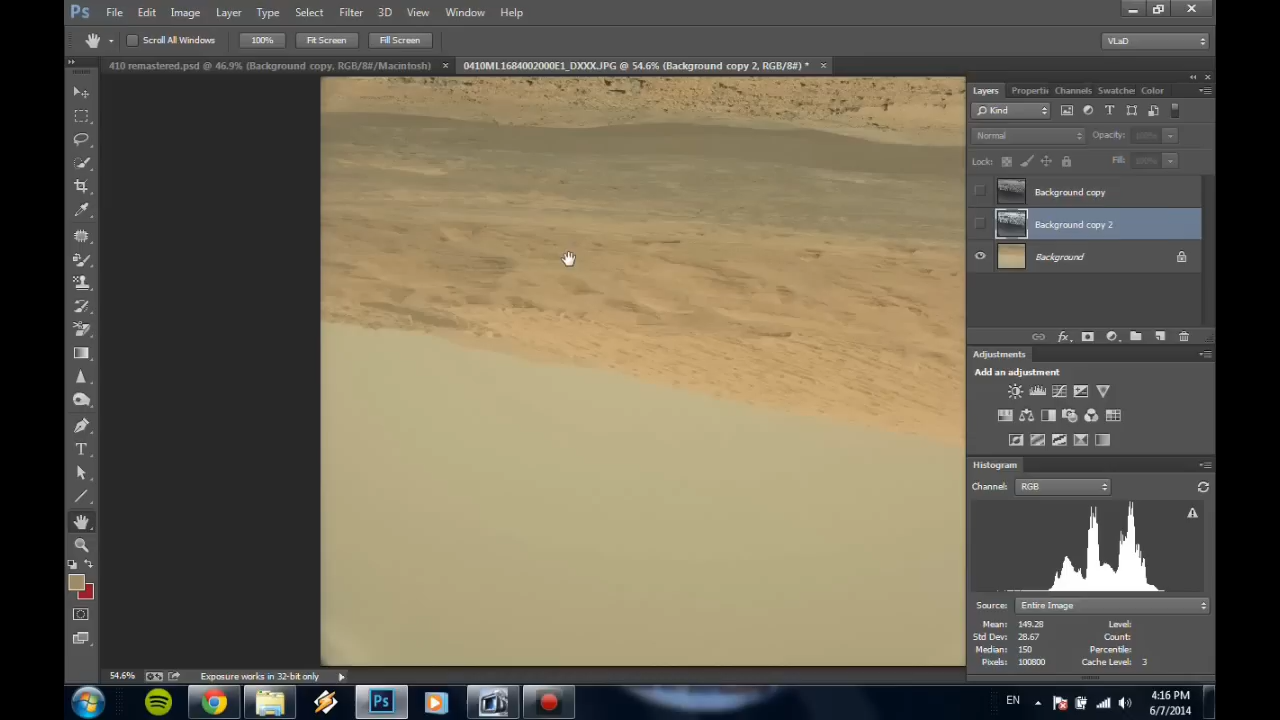 Ps File Edit Image Layer Type Select Filter 3D View Window Help
Scroll All Windows 100% Fit Screen Fill Screen VLaD
410 remastered.psd @ 46.9% (Background copy, RGB/8#/Macintosh) × 0410ML1684002000E1_DXXX.JPG @ 54.6% (Background copy 2, RGB/8#) * ×
Layers Properti Channels Swatches Color
Kind
Normal Opacity: 100%
Lock: Fill: 100%
Background copy
Background copy 2
Background
fx
Adjustments
Add an adjustment
Histogram
Channel: RGB
Source: Entire Image
Mean: 149.28 Level:
Std Dev: 28.67 Count:
Median: 150 Percentile:
Pixels: 100800 Cache Level: 3
54.6% Exposure works in 32-bit only
Ps EN 4:16 PM
6/7/2014